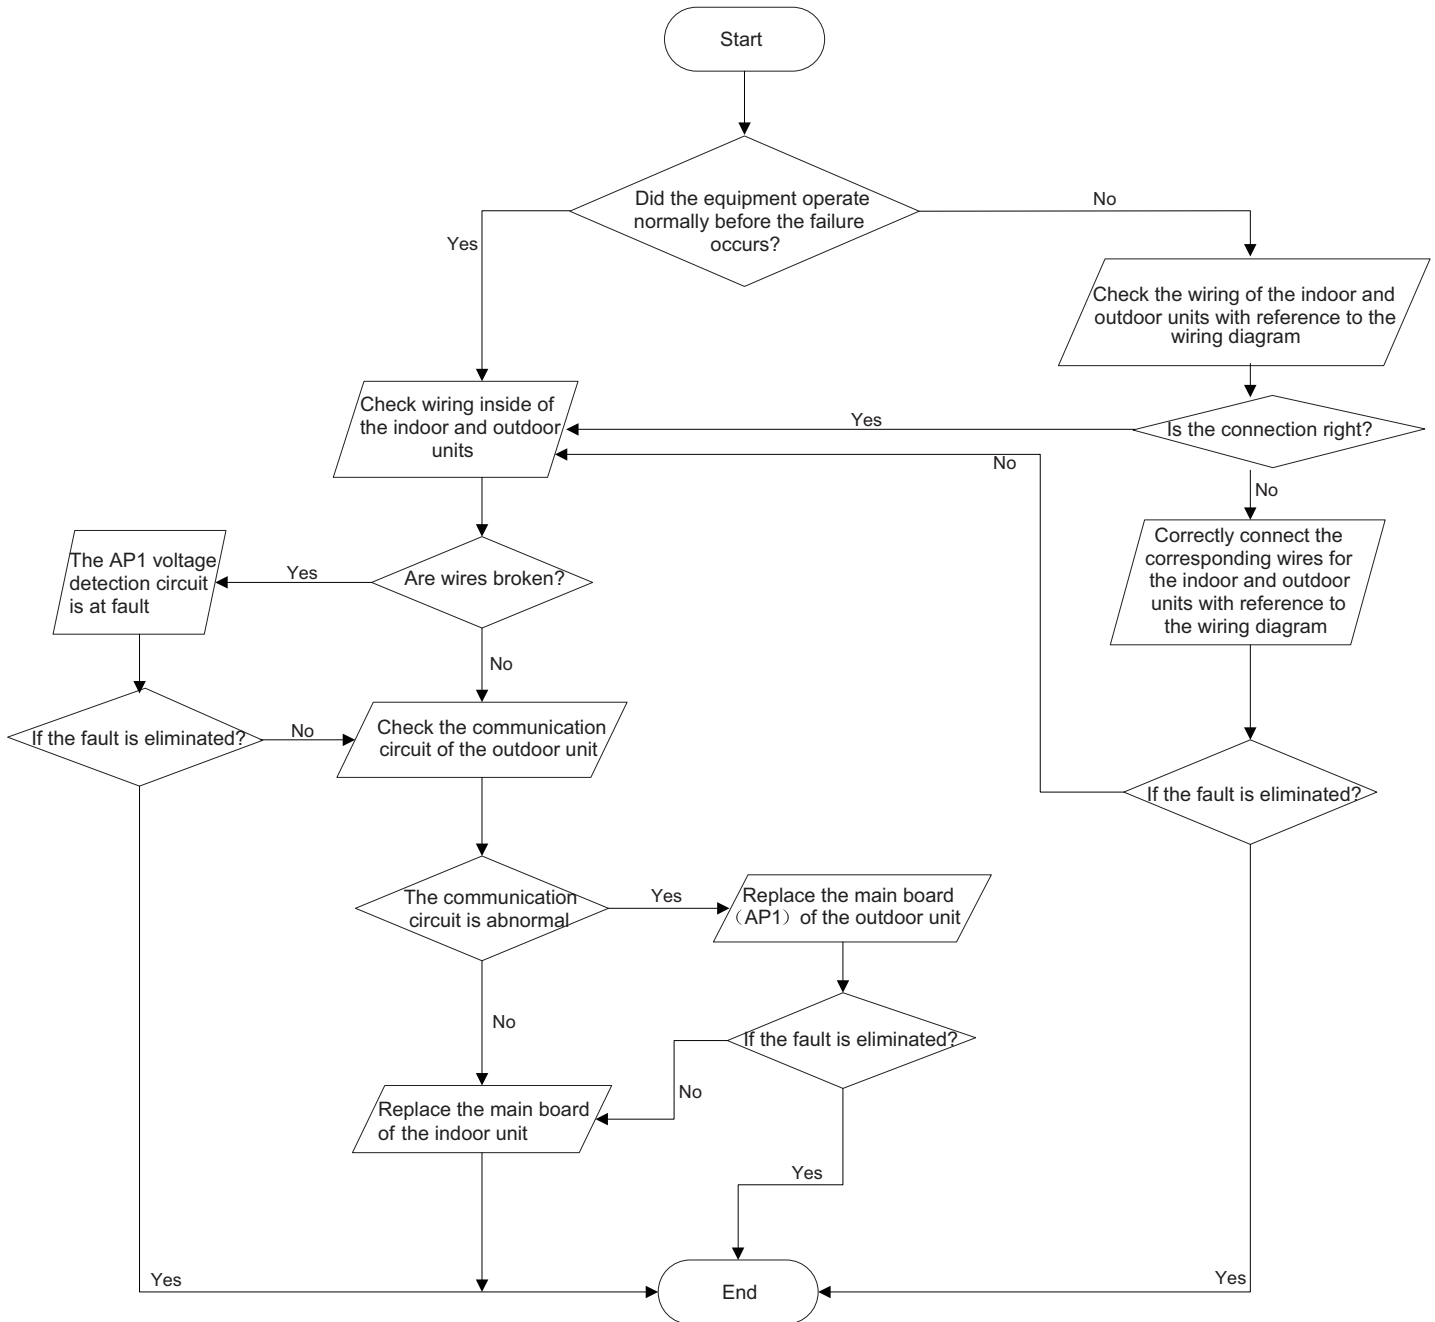 Start
Did the equipment operate
normally before the failure
occurs?
Yes
No
Check the wiring of the indoor and
outdoor units with reference to the
wiring diagram
Check wiring inside of
the indoor and outdoor
units
Yes
Is the connection right?
No
No
The AP1 voltage
detection circuit
is at fault
Yes
Are wires broken?
Correctly connect the
corresponding wires for
the indoor and outdoor
units with reference to
the wiring diagram
No
If the fault is eliminated?
No
Check the communication
circuit of the outdoor unit
If the fault is eliminated?
The communication
circuit is abnormal
Yes
Replace the main board
（AP1）of the outdoor unit
No
If the fault is eliminated?
No
Replace the main board
of the indoor unit
Yes
Yes
End
Yes